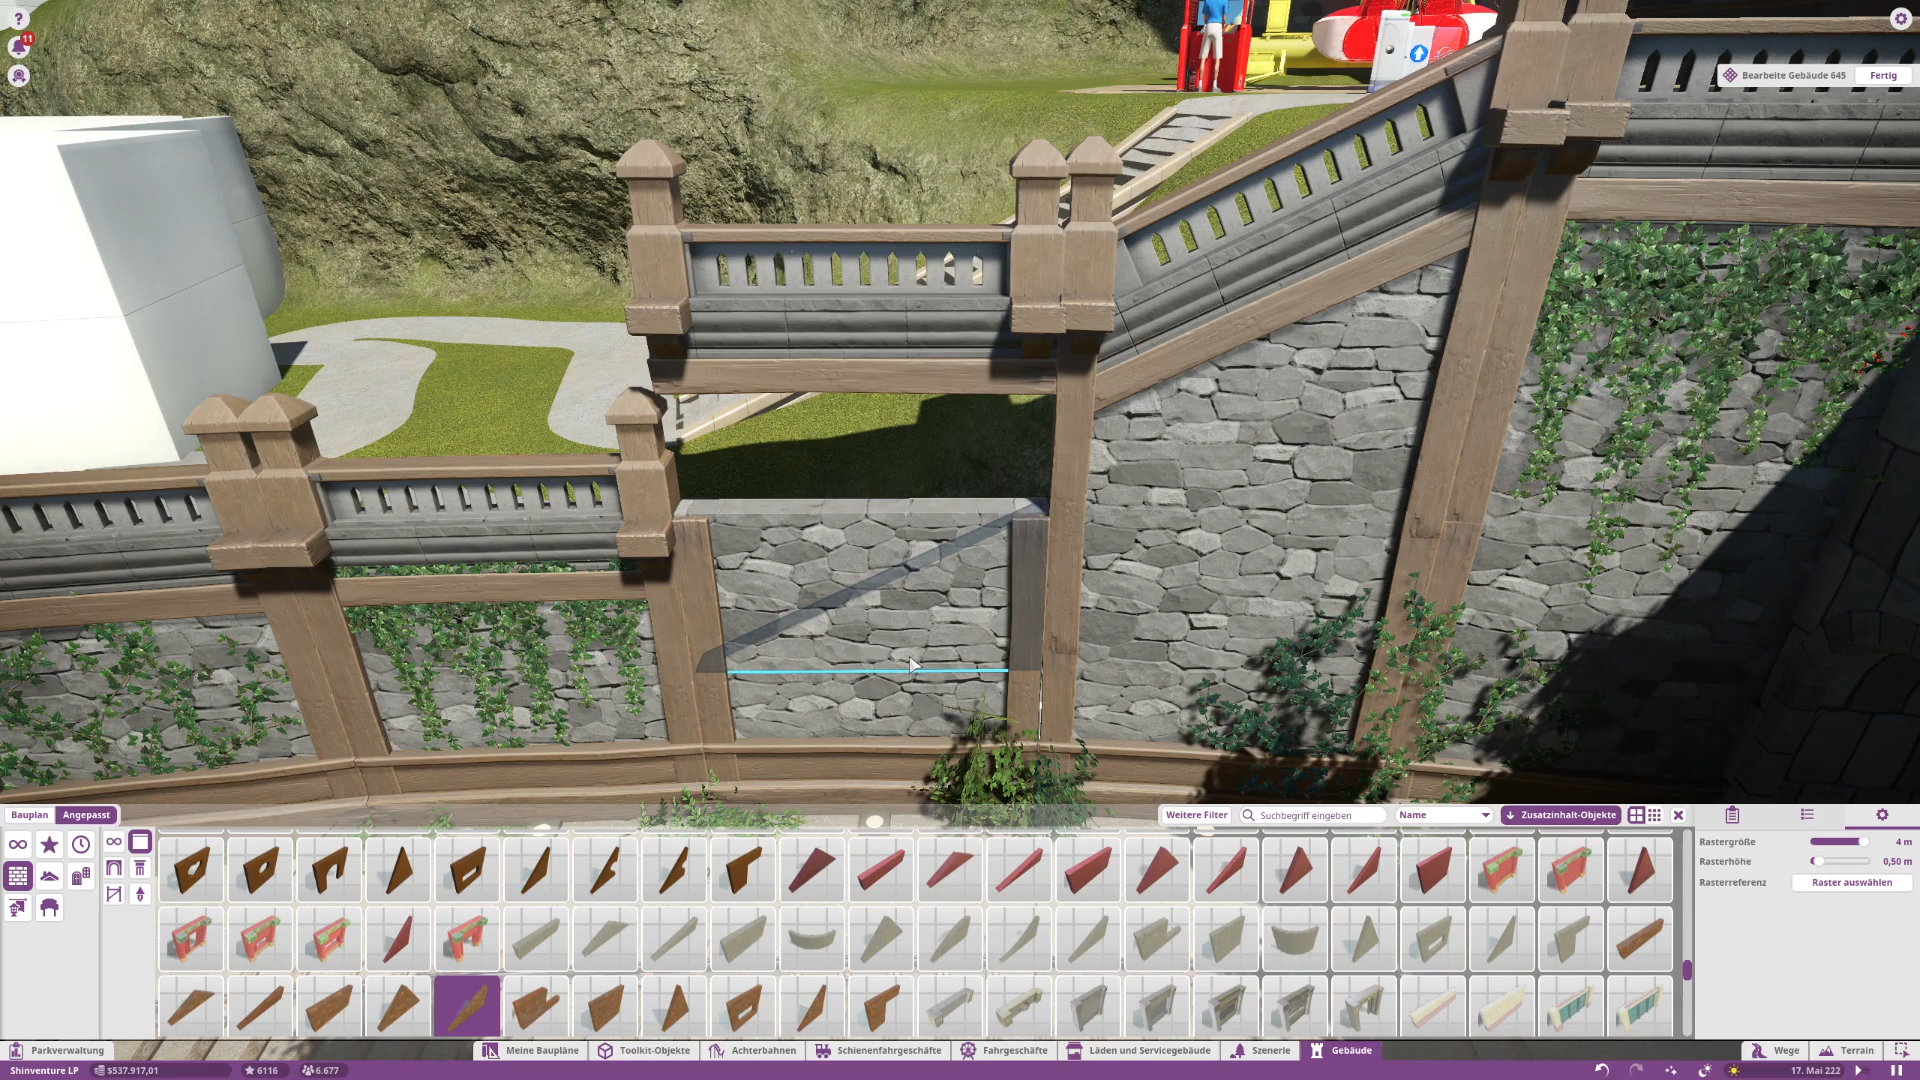 ?
11
Bearbeite Gebäude 645
Fertig
Bauplan
Angepasst
Weitere Filter
Suchbegriff eingeben
Name
Zusatzinhalt-Objekte
Rastergröße
4 m
Rasterhöhe
0,50 m
Rasterreferenz
Raster auswählen
Parkverwaltung
Meine Baupläne
Toolkit-Objekte
Achterbahnen
Schienenfahrgeschäfte
Fahrgeschäfte
Läden und Servicegebäude
Szenerie
Gebäude
Wege
Terrain
Shinventure LP
$537.917,01
6116
6.677
17. Mai 222